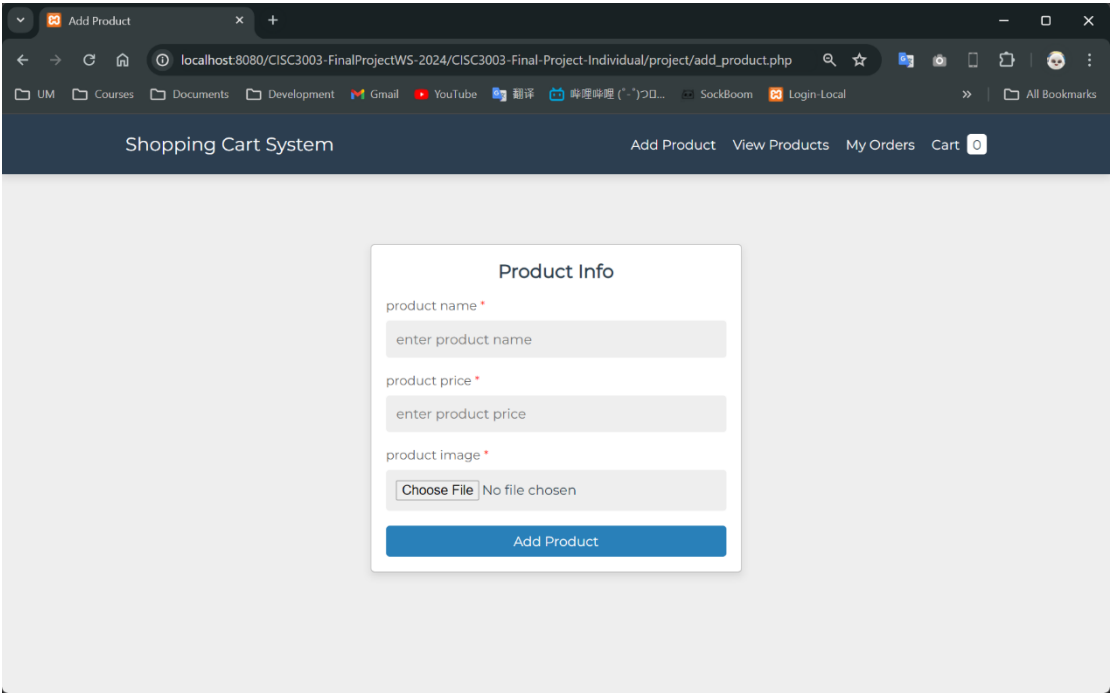 Add Product
localhost:8080/CISC3003-FinalProjectWS-2024/CISC3003-Final-Project-Individual/project/add_product.php
UM Courses Documents Development Gmail YouTube 翻译 哔哩哔哩 (゜-゜)つロ... SockBoom Login-Local » All Bookmarks
Shopping Cart System Add Product View Products My Orders Cart 0
Product Info
product name *
enter product name
product price *
enter product price
product image *
Choose File No file chosen
Add Product